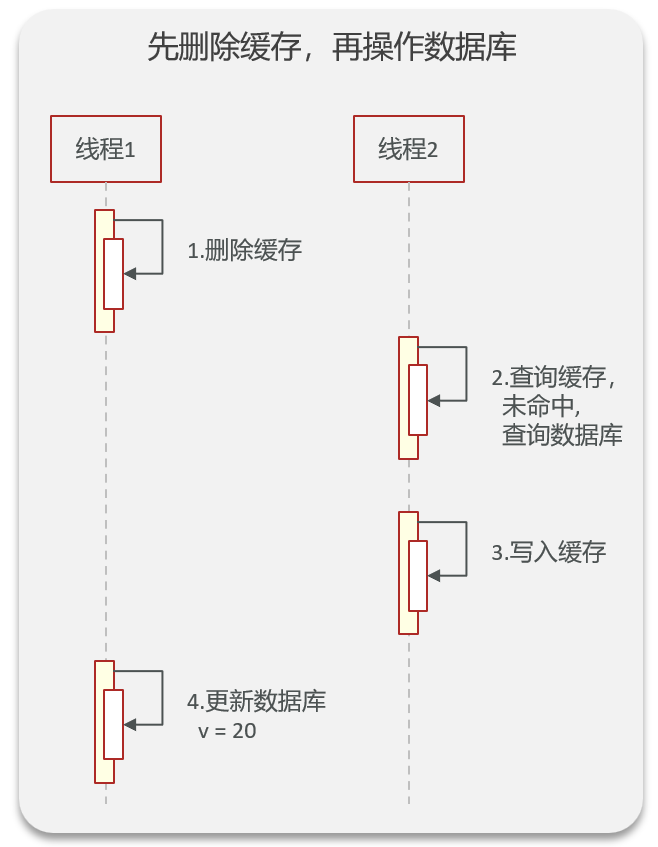 先删除缓存，再操作数据库
线程1
线程2
1.删除缓存
2.查询缓存，
未命中,
查询数据库
3.写入缓存
4.更新数据库
v = 20